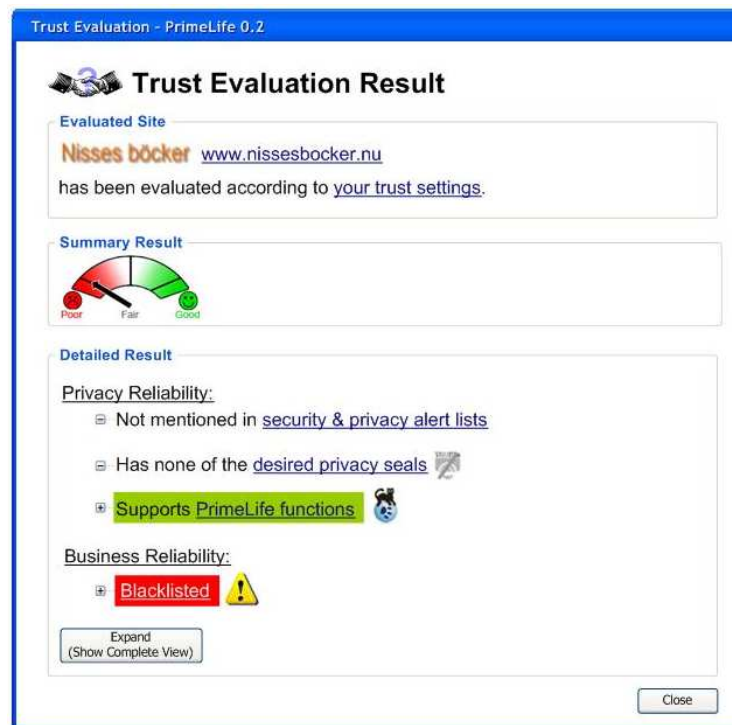 Trust Evaluation - PrimeLife 0.2
Trust Evaluation Result
Evaluated Site
Nisses böcker www.nissesbocker.nu
has been evaluated according to your trust settings.
Summary Result
Poor Fair Good
Detailed Result
Privacy Reliability:
Not mentioned in security & privacy alert lists
Has none of the desired privacy seals
Supports PrimeLife functions
Business Reliability:
Blacklisted
Expand
(Show Complete View)
Close